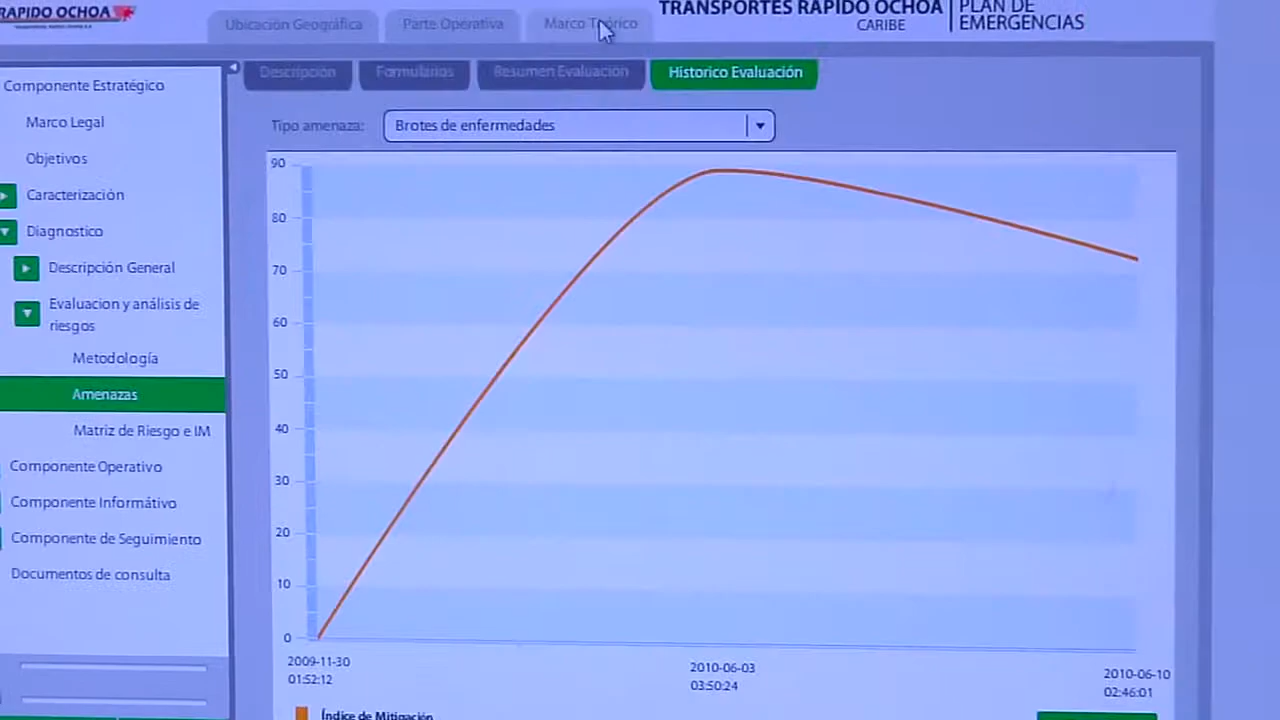 RAPIDO OCHOA
Ubicación Geográfica
Parte Operativa
Marco Teórico
TRANSPORTES RAPIDO OCHOA
CARIBE
PLAN DE
EMERGENCIAS
Componente Estratégico
Marco Legal
Objetivos
Caracterización
Diagnostico
Descripción General
Evaluacion y análisis de
riesgos
Metodología
Amenazas
Matriz de Riesgo e IM
Componente Operativo
Componente Informátivo
Componente de Seguimiento
Documentos de consulta
Descripción
Formularios
Resumen Evaluación
Historico Evaluación
Tipo amenaza:
Brotes de enfermedades
90
80
70
60
50
40
30
20
10
0
2009-11-30
01:52:12
2010-06-03
03:50:24
2010-06-10
02:46:01
Índice de Mitigación